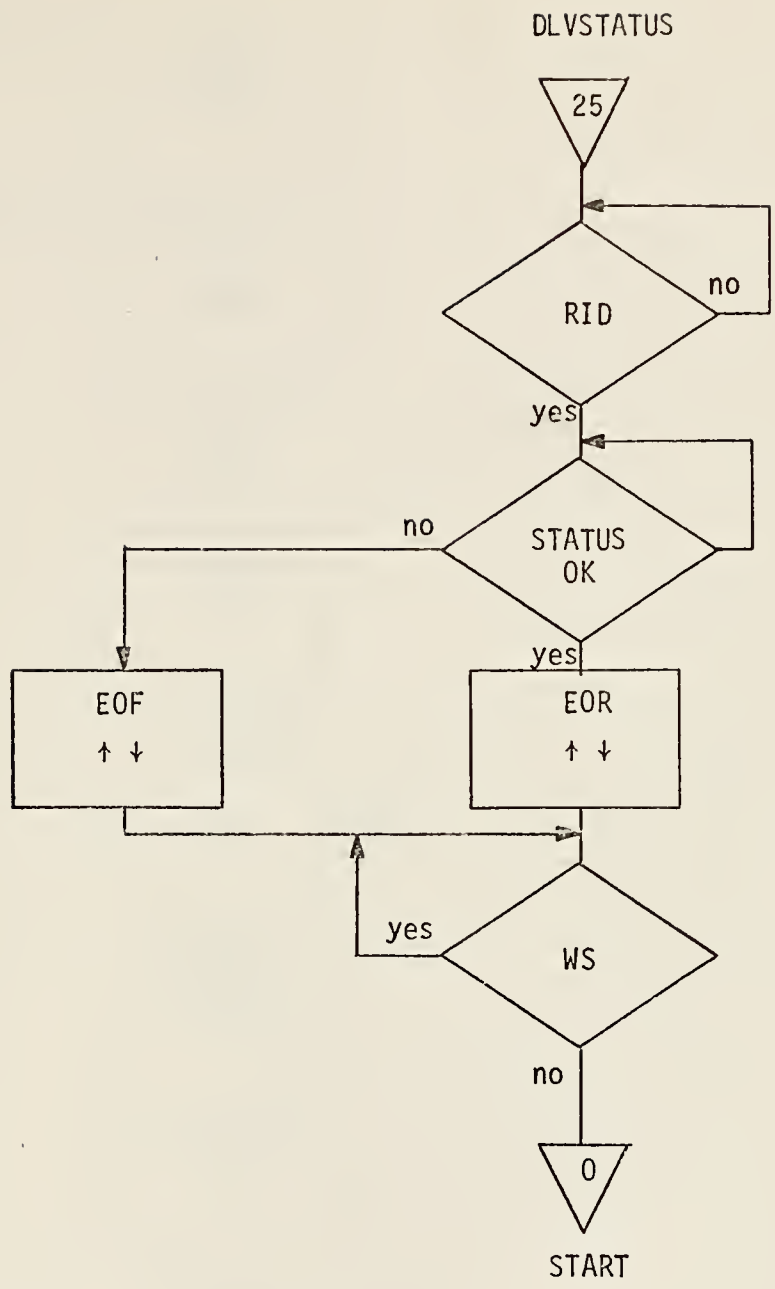 DLVSTATUS
25
no
RID
yes
no
STATUS
OK
yes
EOF
↑ ↓
EOR
↑ ↓
yes
WS
no
0
START